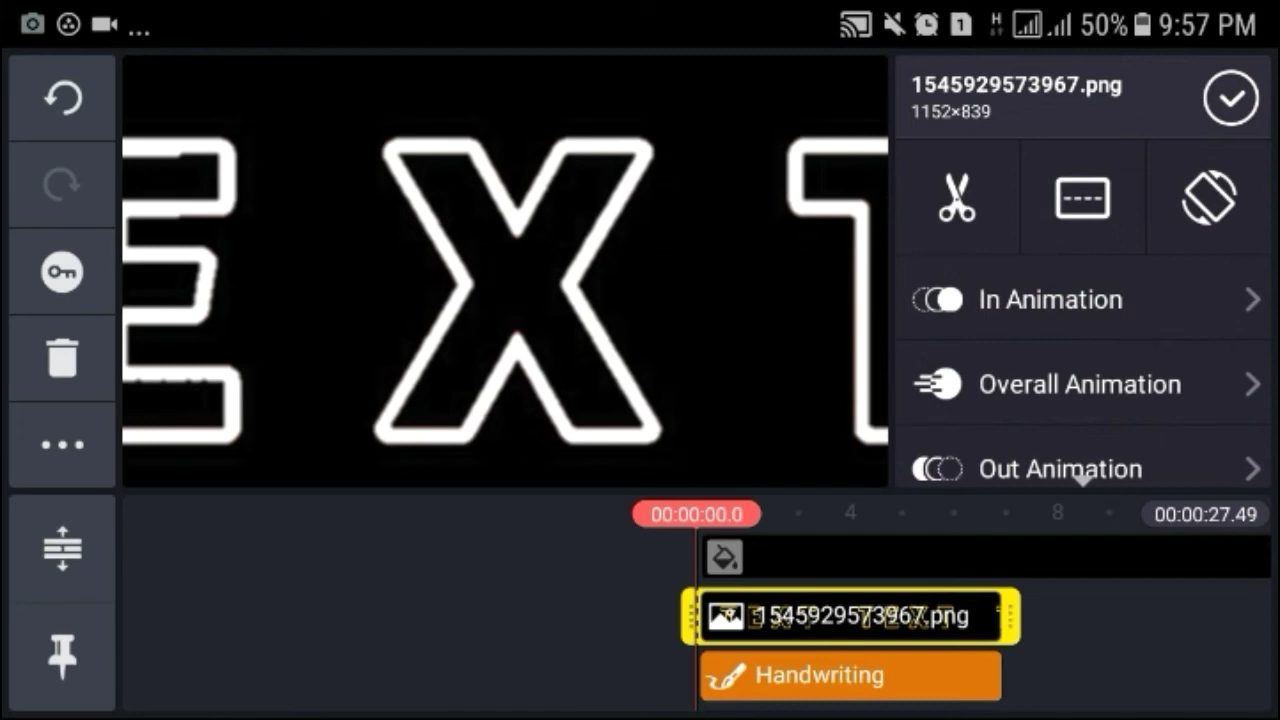 ... H 1 50% 9:57 PM
1545929573967.png
1152×839
E X T
In Animation
Overall Animation
Out Animation
00:00:00.0 4 8 00:00:27.49
1545929573967.png
Handwriting